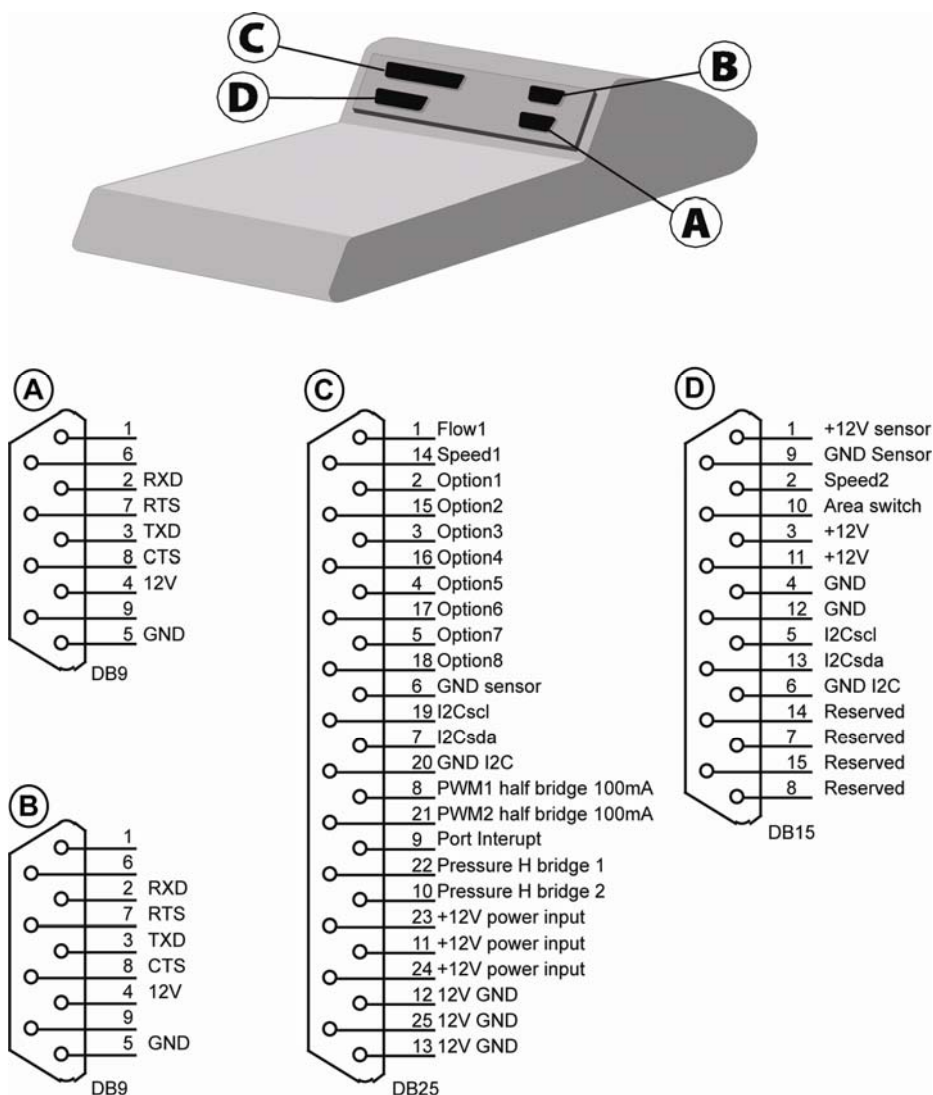 C
B
D
A
A
1
6
2 RXD
7 RTS
3 TXD
8 CTS
4 12V
9
5 GND
DB9
B
1
6
2 RXD
7 RTS
3 TXD
8 CTS
4 12V
9
5 GND
DB9
C
1 Flow1
14 Speed1
2 Option1
15 Option2
3 Option3
16 Option4
4 Option5
17 Option6
5 Option7
18 Option8
6 GND sensor
19 I2Cscl
7 I2Csda
20 GND I2C
8 PWM1 half bridge 100mA
21 PWM2 half bridge 100mA
9 Port Interupt
22 Pressure H bridge 1
10 Pressure H bridge 2
23 +12V power input
11 +12V power input
24 +12V power input
12 12V GND
25 12V GND
13 12V GND
DB25
D
1 +12V sensor
9 GND Sensor
2 Speed2
10 Area switch
3 +12V
11 +12V
4 GND
12 GND
5 I2Cscl
13 I2Csda
6 GND I2C
14 Reserved
7 Reserved
15 Reserved
8 Reserved
DB15